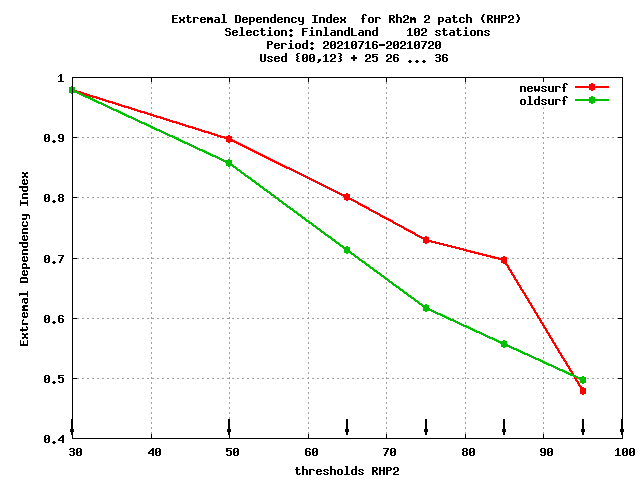 Extremal Dependency Index  for Rh2m 2 patch (RHP2)
Selection: FinlandLand    102 stations
Period: 20210716-20210720
Used {00,12} + 25 26 ... 36
newsurf
oldsurf
1
0.9
0.8
0.7
0.6
0.5
0.4
Extremal Dependency Index
30 40 50 60 70 80 90 100
thresholds RHP2